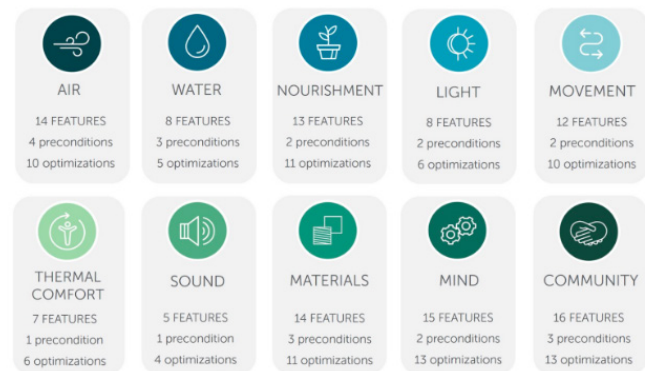 AIR
14 FEATURES
4 preconditions
10 optimizations
WATER
8 FEATURES
3 preconditions
5 optimizations
NOURISHMENT
13 FEATURES
2 preconditions
11 optimizations
LIGHT
8 FEATURES
2 preconditions
6 optimizations
MOVEMENT
12 FEATURES
2 preconditions
10 optimizations
THERMAL
COMFORT
7 FEATURES
1 precondition
6 optimizations
SOUND
5 FEATURES
1 precondition
4 optimizations
MATERIALS
14 FEATURES
3 preconditions
11 optimizations
MIND
15 FEATURES
2 preconditions
13 optimizations
COMMUNITY
16 FEATURES
3 preconditions
13 optimizations